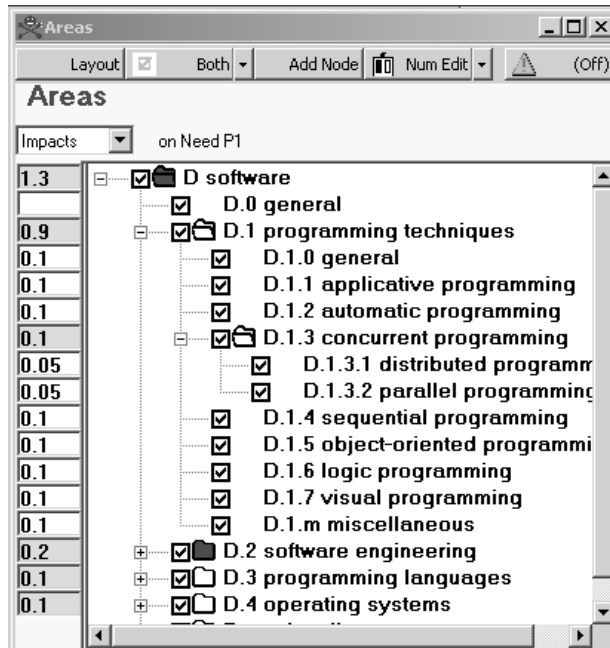 Areas
Layout Both Add Node Num Edit (Off)
Areas
Impacts on Need P1
1.3 D software
D.0 general
0.9 D.1 programming techniques
0.1 D.1.0 general
0.1 D.1.1 applicative programming
0.1 D.1.2 automatic programming
0.1 D.1.3 concurrent programming
0.05 D.1.3.1 distributed programm
0.05 D.1.3.2 parallel programming
0.1 D.1.4 sequential programming
0.1 D.1.5 object-oriented programmi
0.1 D.1.6 logic programming
0.1 D.1.7 visual programming
0.1 D.1.m miscellaneous
0.2 D.2 software engineering
0.1 D.3 programming languages
0.1 D.4 operating systems